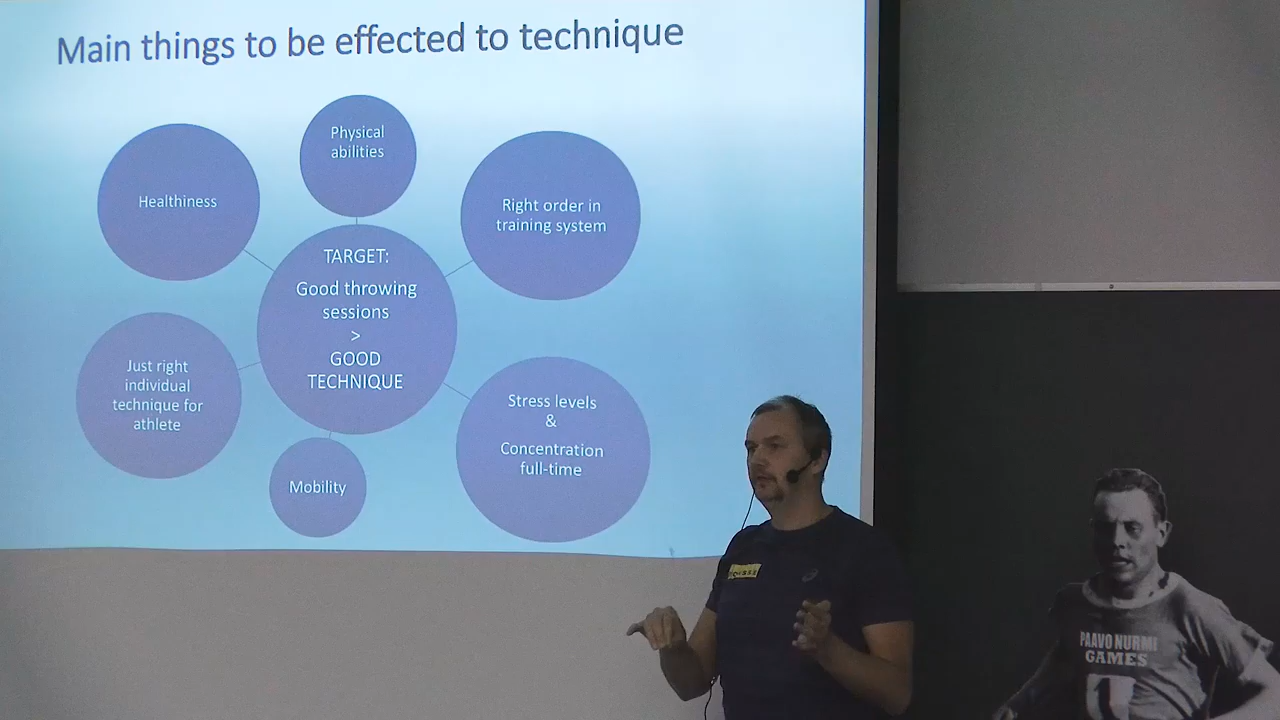 Main things to be effected to technique
Physical
abilities
Healthiness
Right order in
training system
TARGET:
Good throwing
sessions
>
GOOD
TECHNIQUE
Just right
individual
technique for
athlete
Stress levels
&
Concentration
full-time
Mobility
PAAVO NURMI
GAMES
1